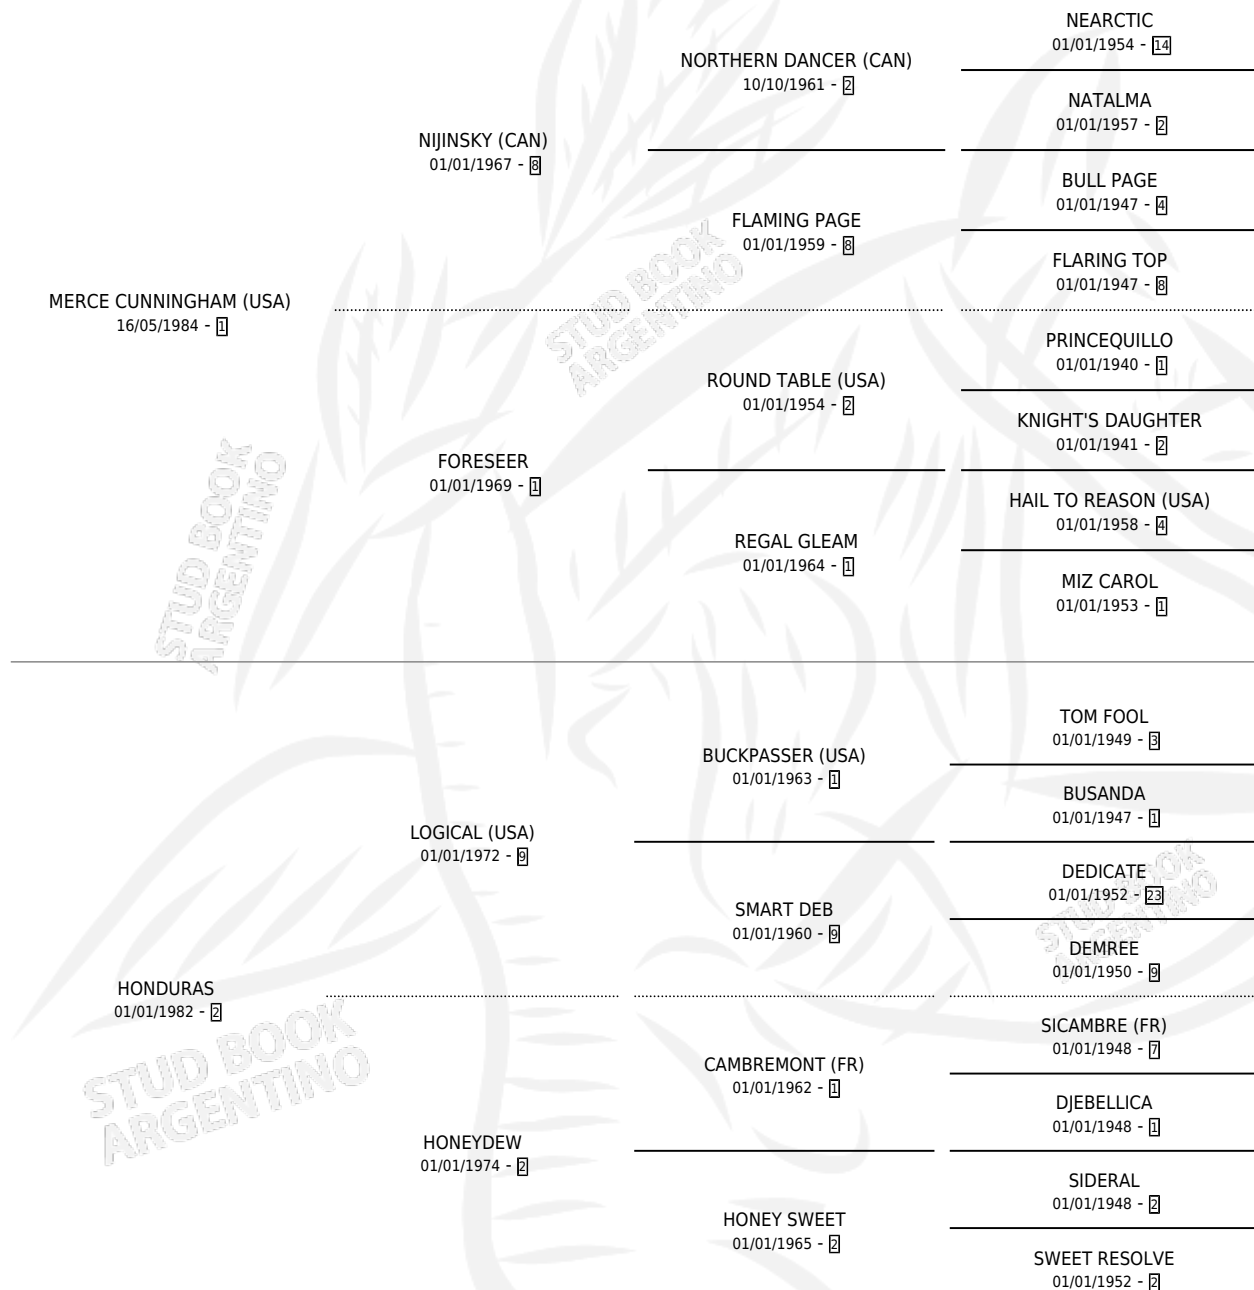 NEARCTIC
01/01/1954 - 14
NORTHERN DANCER (CAN)
10/10/1961 - 2
NATALMA
01/01/1957 - 2
NIJINSKY (CAN)
01/01/1967 - 8
BULL PAGE
01/01/1947 - 4
FLAMING PAGE
01/01/1959 - 8
FLARING TOP
01/01/1947 - 8
MERCE CUNNINGHAM (USA)
16/05/1984 - 1
STUD BOOK
ARGENTINO
PRINCEQUILLO
01/01/1940 - 1
ROUND TABLE (USA)
01/01/1954 - 2
KNIGHT'S DAUGHTER
01/01/1941 - 2
FORESEER
01/01/1969 - 1
HAIL TO REASON (USA)
01/01/1958 - 4
REGAL GLEAM
01/01/1964 - 1
MIZ CAROL
01/01/1953 - 1
STUD BOOK
ARGENTINO
TOM FOOL
01/01/1949 - 3
BUCKPASSER (USA)
01/01/1963 - 1
BUSANDA
01/01/1947 - 1
LOGICAL (USA)
01/01/1972 - 9
DEDICATE
01/01/1952 - 23
SMART DEB
01/01/1960 - 9
STUD BOOK
ARGENTINO
DEMREE
01/01/1950 - 9
HONDURAS
01/01/1982 - 2
SICAMBRE (FR)
01/01/1948 - 7
CAMBREMONT (FR)
01/01/1962 - 1
STUD BOOK
ARGENTINO
DJEBELLICA
01/01/1948 - 1
HONEYDEW
01/01/1974 - 2
SIDERAL
01/01/1948 - 2
HONEY SWEET
01/01/1965 - 2
SWEET RESOLVE
01/01/1952 - 2